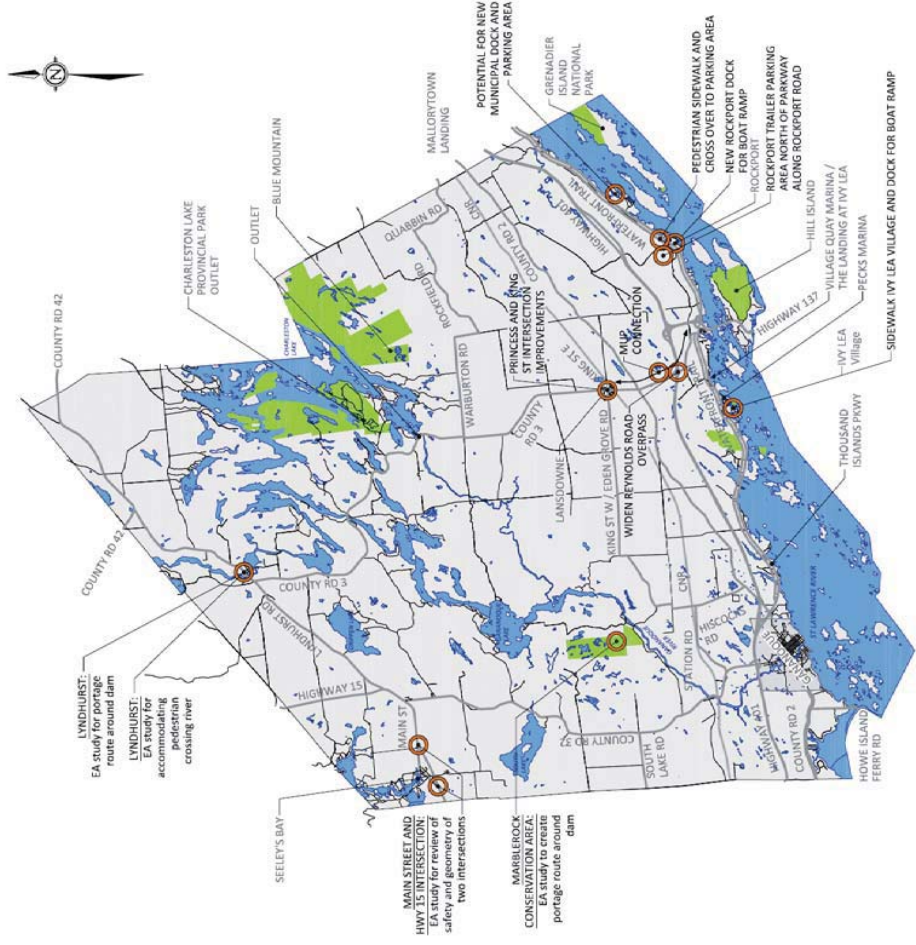 N
COUNTY RD 42
COUNTY RD 42
CHARLESTON LAKE
PROVINCIAL PARK
OUTLET
OUTLET
BLUE MOUNTAIN
CHARLESTON
LAKE
MALLORYTOWN
LANDING
POTENTIAL FOR NEW
MUNICIPAL DOCK AND
PARKING AREA
GRENADIER
ISLAND
NATIONAL
PARK
PEDESTRIAN SIDEWALK AND
CROSS OVER TO PARKING AREA
NEW ROCKPORT DOCK
FOR BOAT RAMP
ROCKPORT
ROCKPORT TRAILER PARKING
AREA NORTH OF PARKWAY
ALONG ROCKPORT ROAD
HILL ISLAND
VILLAGE QUAY MARINA /
THE LANDING AT IVY LEA
PECKS MARINA
SIDEWALK IVY LEA VILLAGE AND DOCK FOR BOAT RAMP
IVY LEA
Village
THOUSAND
ISLANDS PKWY
HIGHWAY 137
WATERFRONT TRAIL
HIGHWAY 401
COUNTY RD 2
CNR
QUABBIN RD
ROCKFIELD RD
WARBURTON RD
COUNTY
RD 3
PRINCESS AND KING
ST INTERSECTION
IMPROVEMENTS
KING ST E
MUP
CONNECTION
LANSDOWNE
KING ST W / EDEN GROVE RD
WIDEN REYNOLDS ROAD
OVERPASS
LYNDHURST:
EA study for portage
route around dam
LYNDHURST:
EA study for
accommodating
pedestrian
crossing river
COUNTY RD 3
LYNDHURST RD
HIGHWAY 15
MAIN ST
SEELEY'S BAY
MAIN STREET AND
HWY 15 INTERSECTION:
EA study for review of
safety and geometry of
two intersections
MARBLEROCK
CONSERVATION AREA:
EA study to create
portage route around
dam
COUNTY RD 32
SOUTH
LAKE RD
STATION RD
CNR
HISCOCKS
RD
HIGHWAY 401
COUNTY RD 2
GANANOQUE
ST LAWRENCE RIVER
HOWE ISLAND
FERRY RD